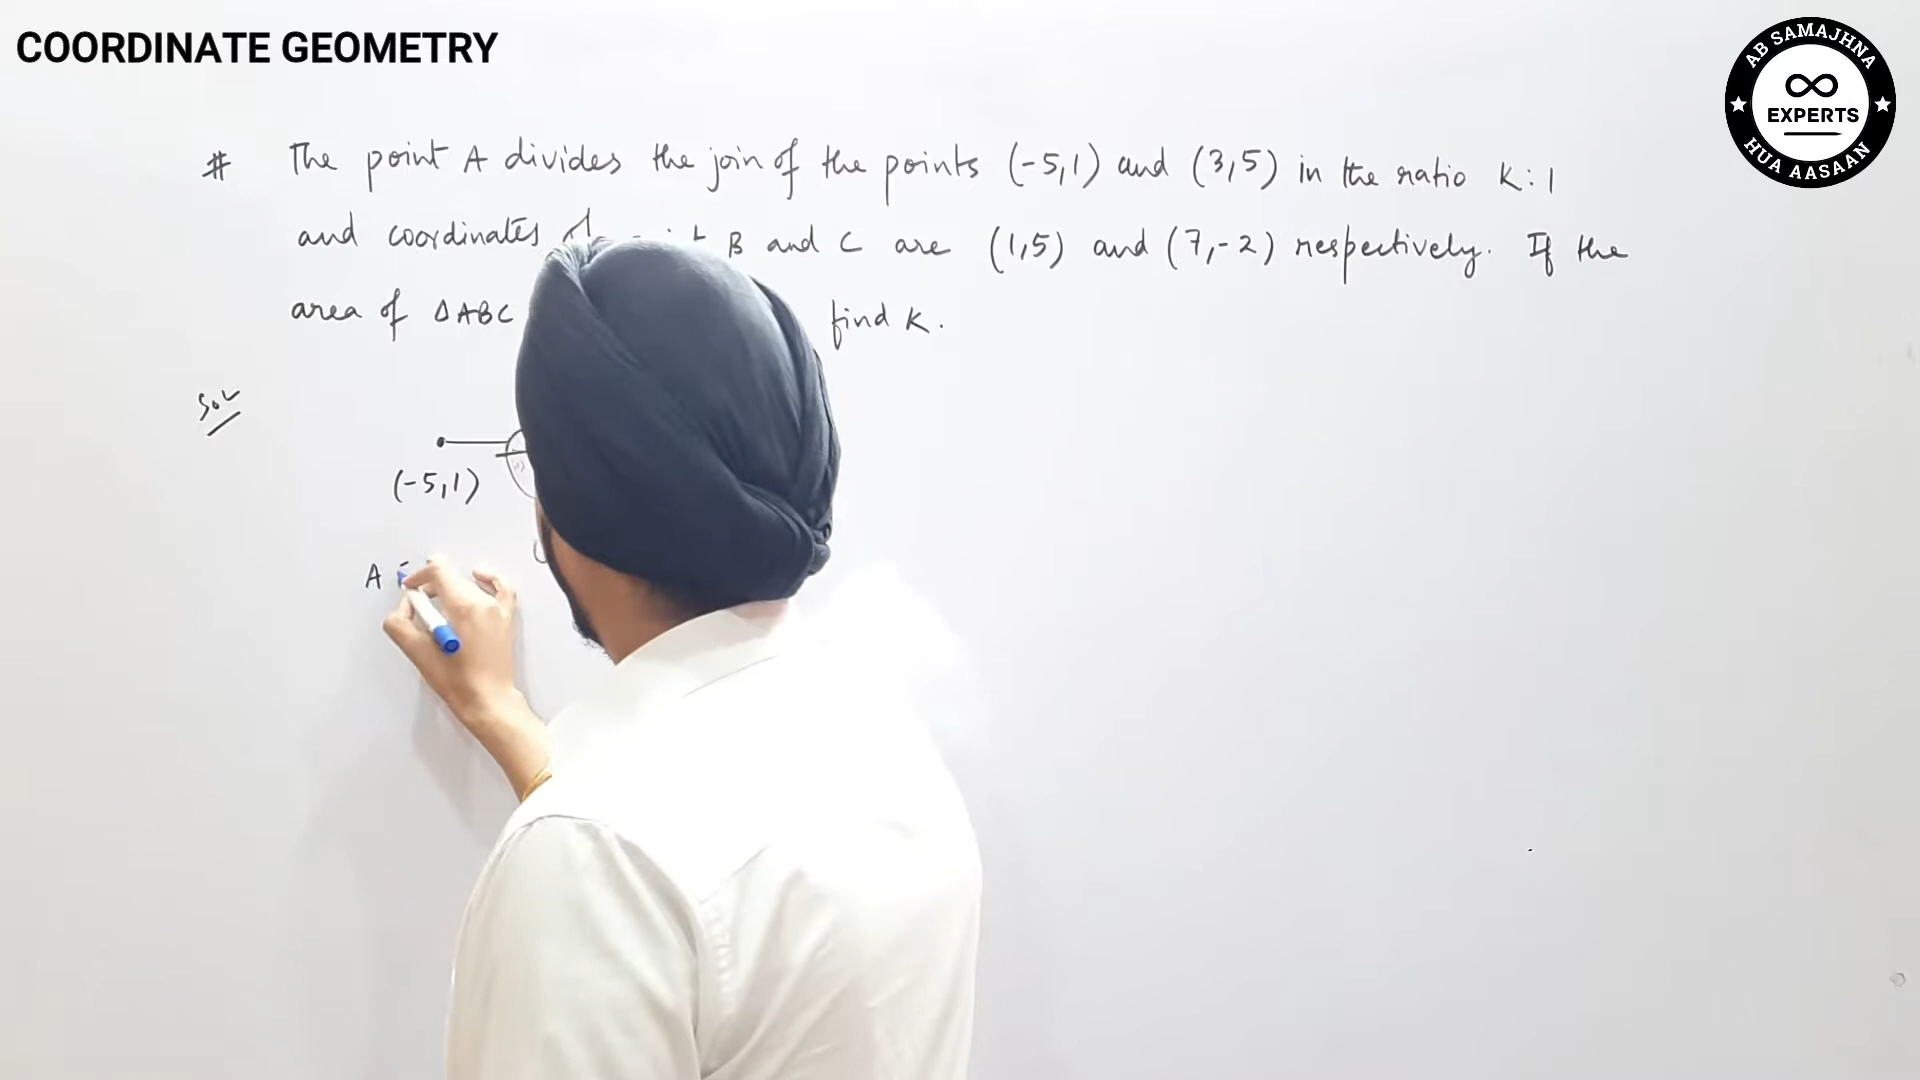 COORDINATE GEOMETRY
AB SAMAJHNA
EXPERTS
HUA AASAAN
# The point A divides the join of the points (-5,1) and (3,5) in the ratio K:1
and coordinates of B and C are (1,5) and (7,-2) respectively. If the
area of ΔABC find K.
Sol
(-5,1)
A